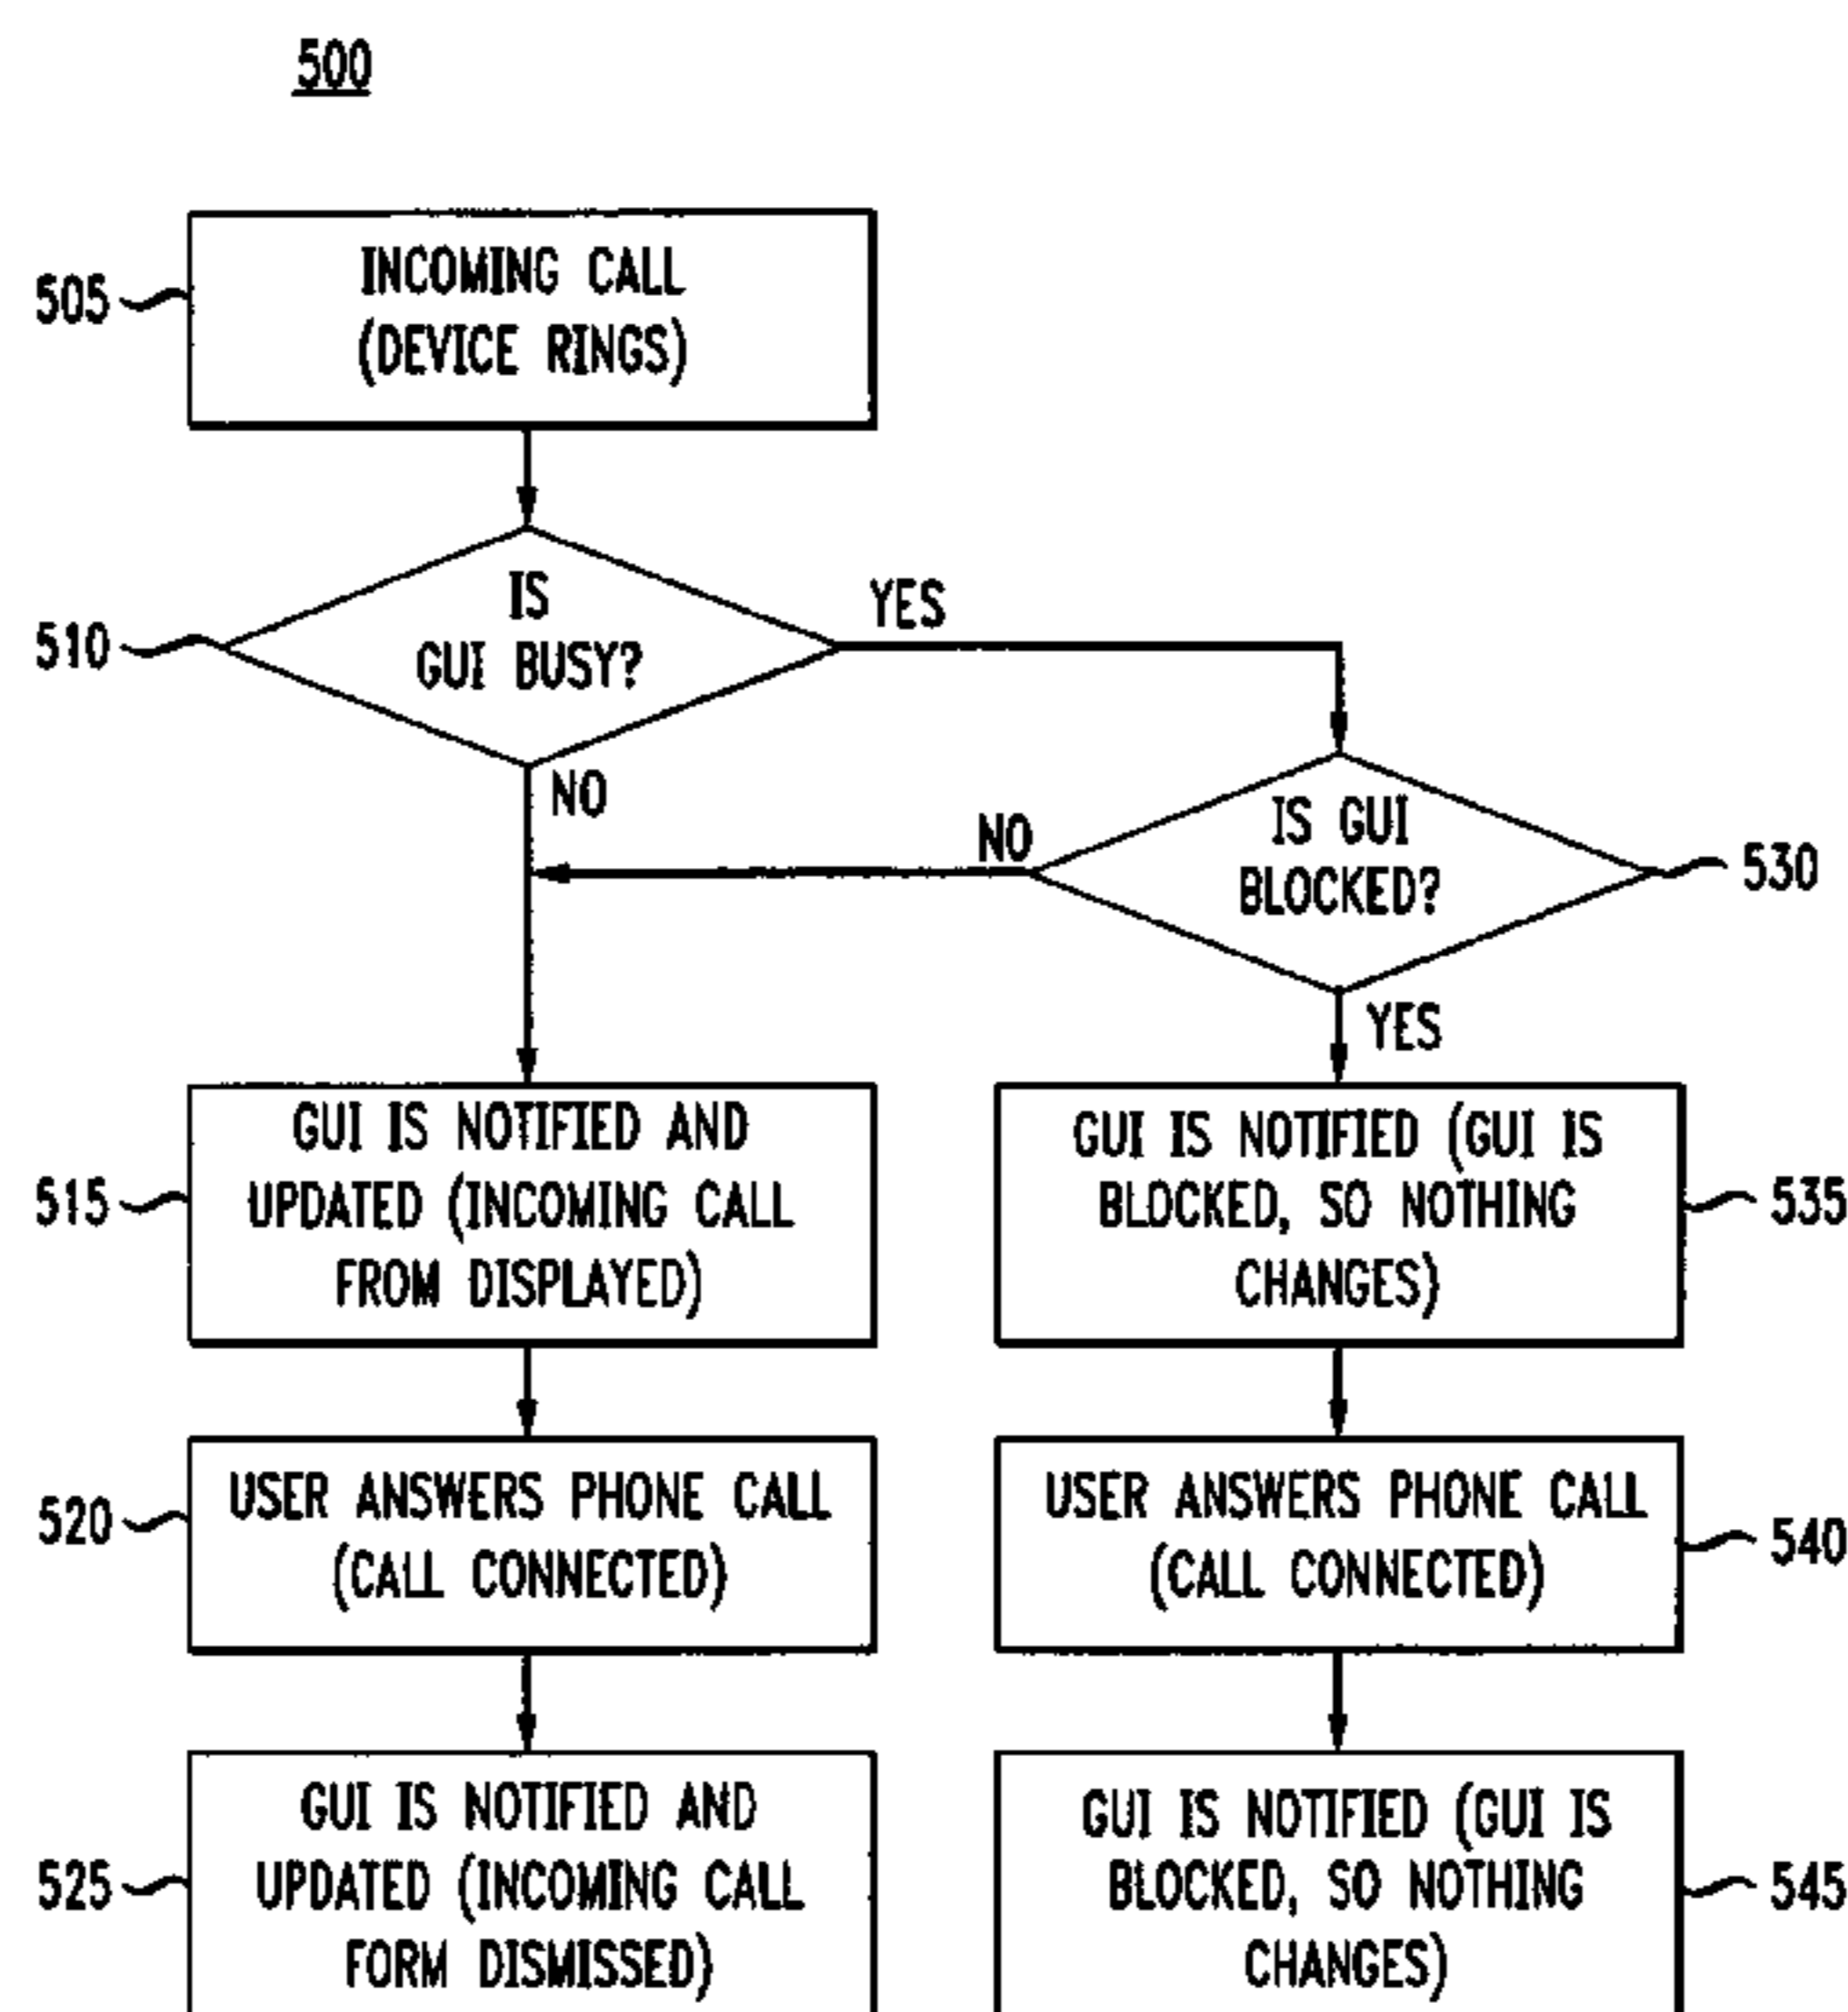 500
505
INCOMING CALL
(DEVICE RINGS)
510
IS
GUI BUSY?
YES
NO
NO
IS GUI
BLOCKED?
530
YES
515
GUI IS NOTIFIED AND
UPDATED (INCOMING CALL
FROM DISPLAYED)
GUI IS NOTIFIED (GUI IS
BLOCKED, SO NOTHING
CHANGES)
535
520
USER ANSWERS PHONE CALL
(CALL CONNECTED)
USER ANSWERS PHONE CALL
(CALL CONNECTED)
540
525
GUI IS NOTIFIED AND
UPDATED (INCOMING CALL
FORM DISMISSED)
GUI IS NOTIFIED (GUI IS
BLOCKED, SO NOTHING
CHANGES)
545